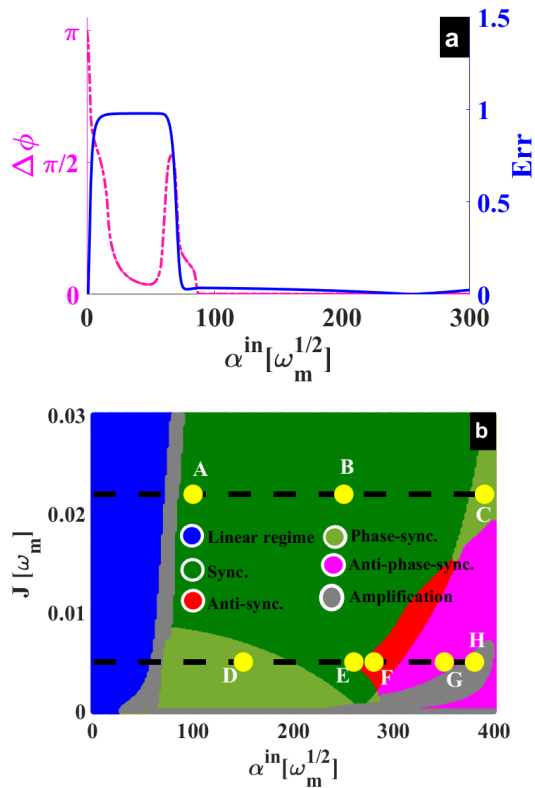 a
π
π/2
0
Δϕ
1.5
1
0.5
0
Err
0
100
200
300
α^in[ω_m^1/2]
b
0.03
0.02
0.01
0
J [ω_m]
A
B
C
Linear regime
Phase-sync.
Sync.
Anti-phase-sync.
Anti-sync.
Amplification
D
E
F
G
H
0
100
200
300
400
α^in[ω_m^1/2]